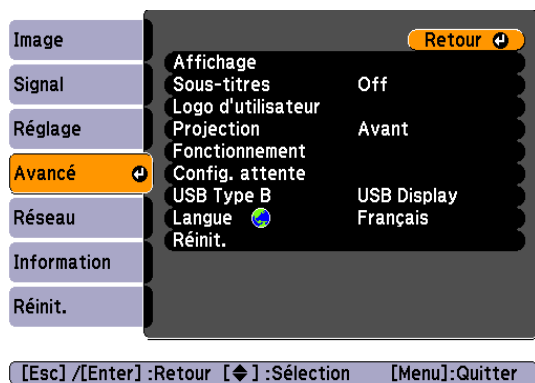 Image
Signal
Réglage
Avancé
Réseau
Information
Réinit.
Retour
Affichage
Sous-titres Off
Logo d'utilisateur
Projection Avant
Fonctionnement
Config. attente
USB Type B USB Display
Langue Français
Réinit.
[Esc] /[Enter] :Retour [◆] :Sélection [Menu]:Quitter